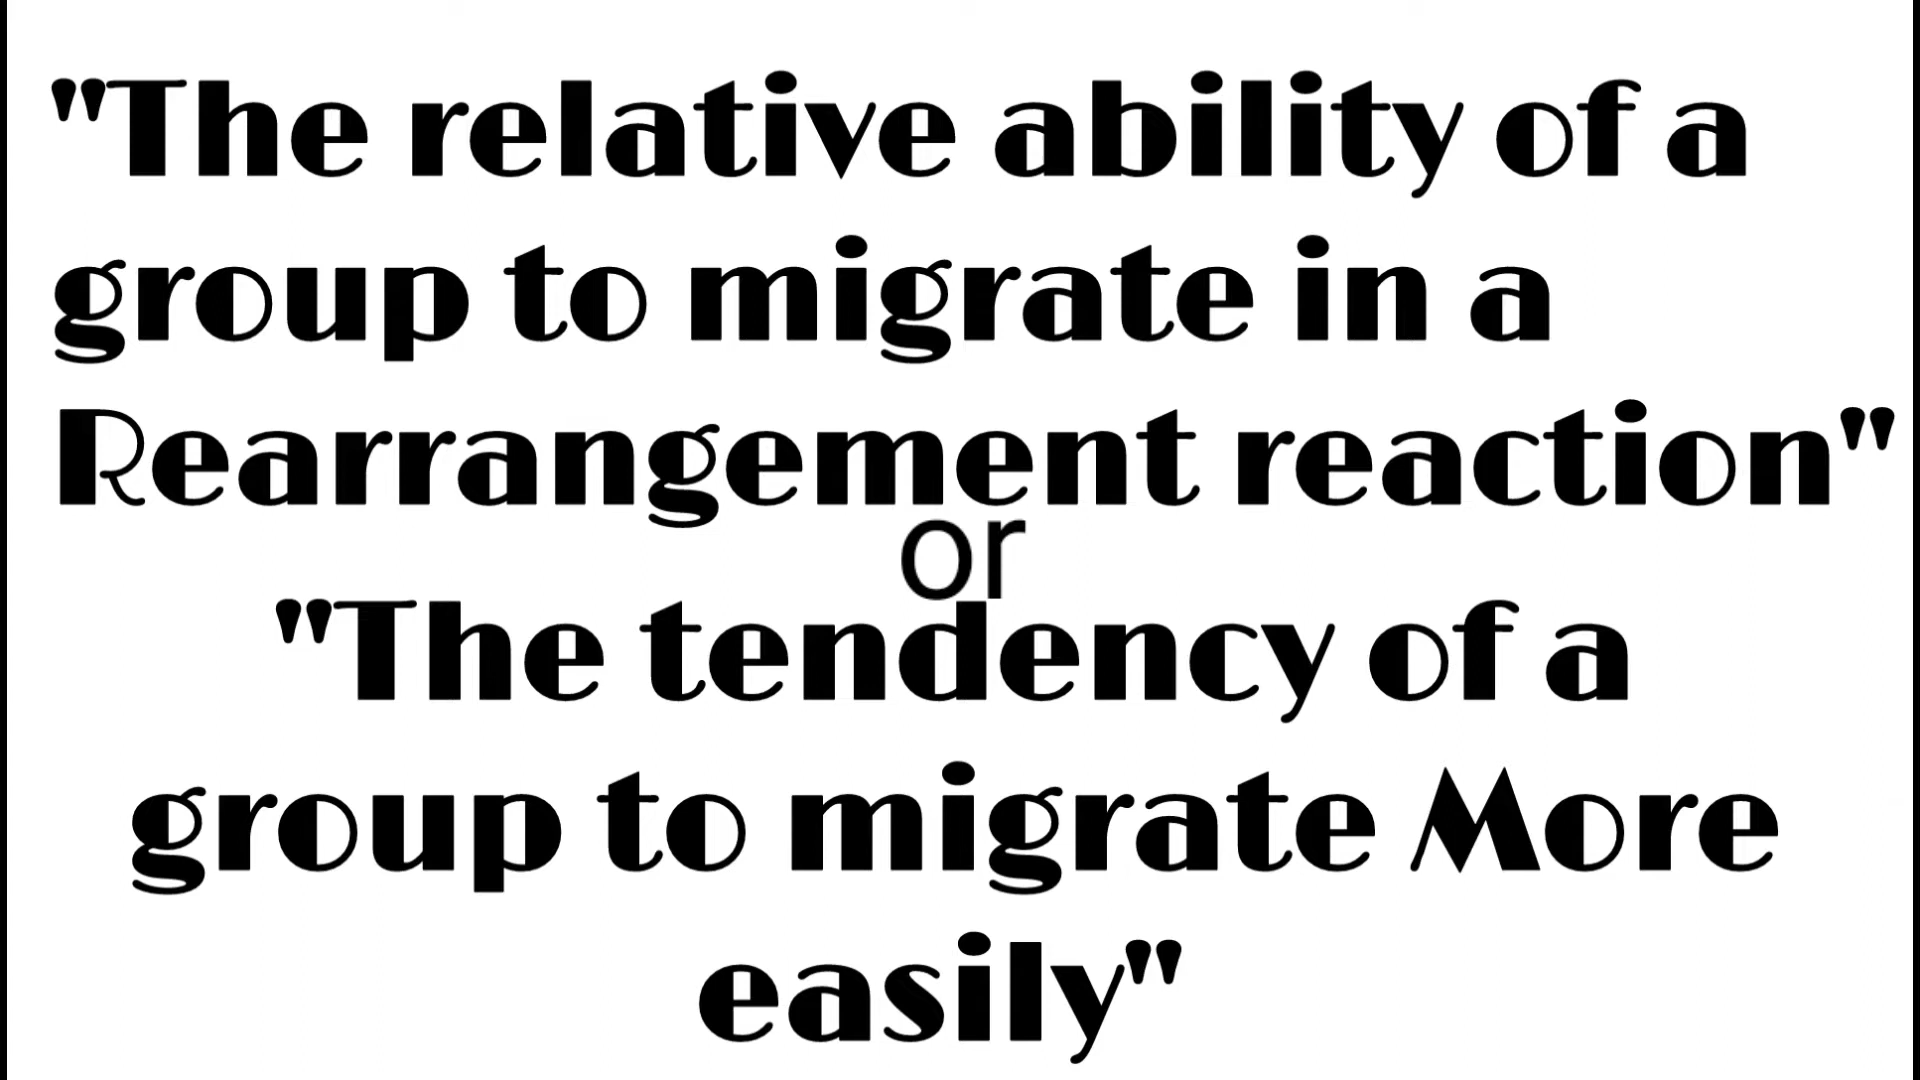 "The relative ability of a
group to migrate in a
Rearrangement reaction"
or
"The tendency of a
group to migrate More
easily"